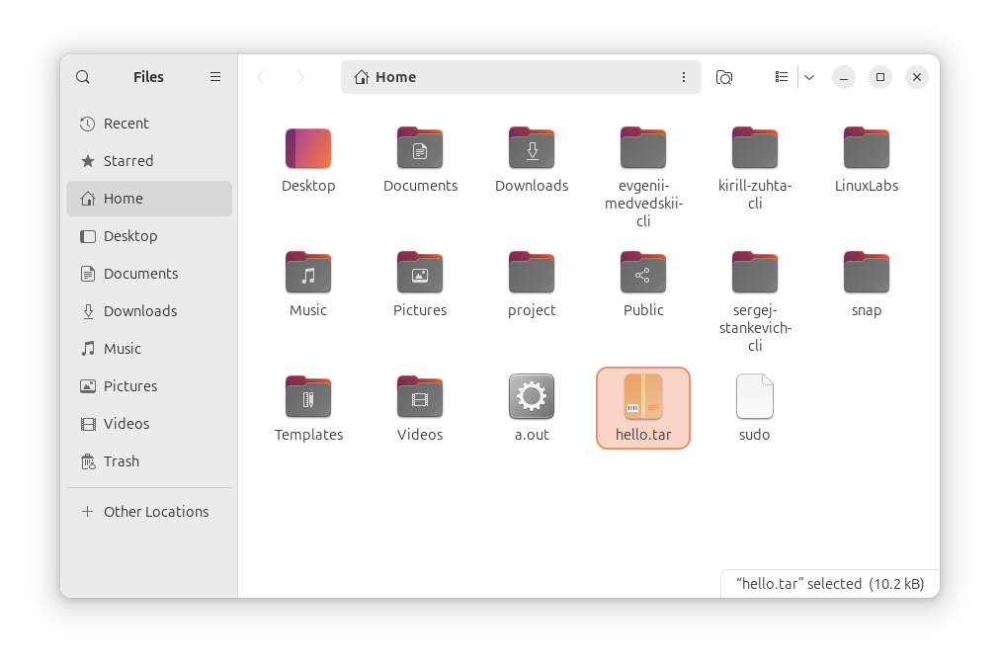 Files
Recent
Starred
Home
Desktop
Documents
Downloads
Music
Pictures
Videos
Trash
Other Locations
Home
Desktop
Documents
Downloads
evgenii-
medvedskii-
cli
kirill-zuhta-
cli
LinuxLabs
Music
Pictures
project
Public
sergej-
stankevich-
cli
snap
Templates
Videos
a.out
hello.tar
sudo
“hello.tar” selected (10.2 kB)